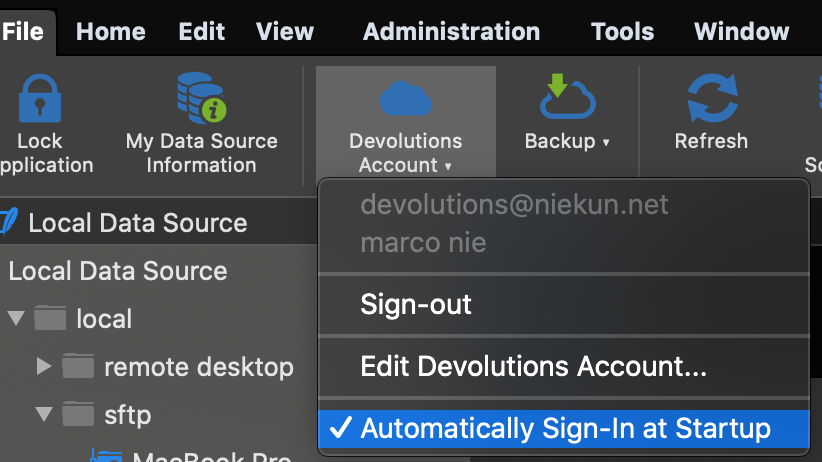 File Home Edit View Administration Tools Window
Lock My Data Source Devolutions Backup Refresh
pplication Information Account
devolutions@niekun.net
Local Data Source
marco nie
Local Data Source
Sign-out
local
Edit Devolutions Account...
remote desktop
sftp
Automatically Sign-In at Startup
MacBook Pro